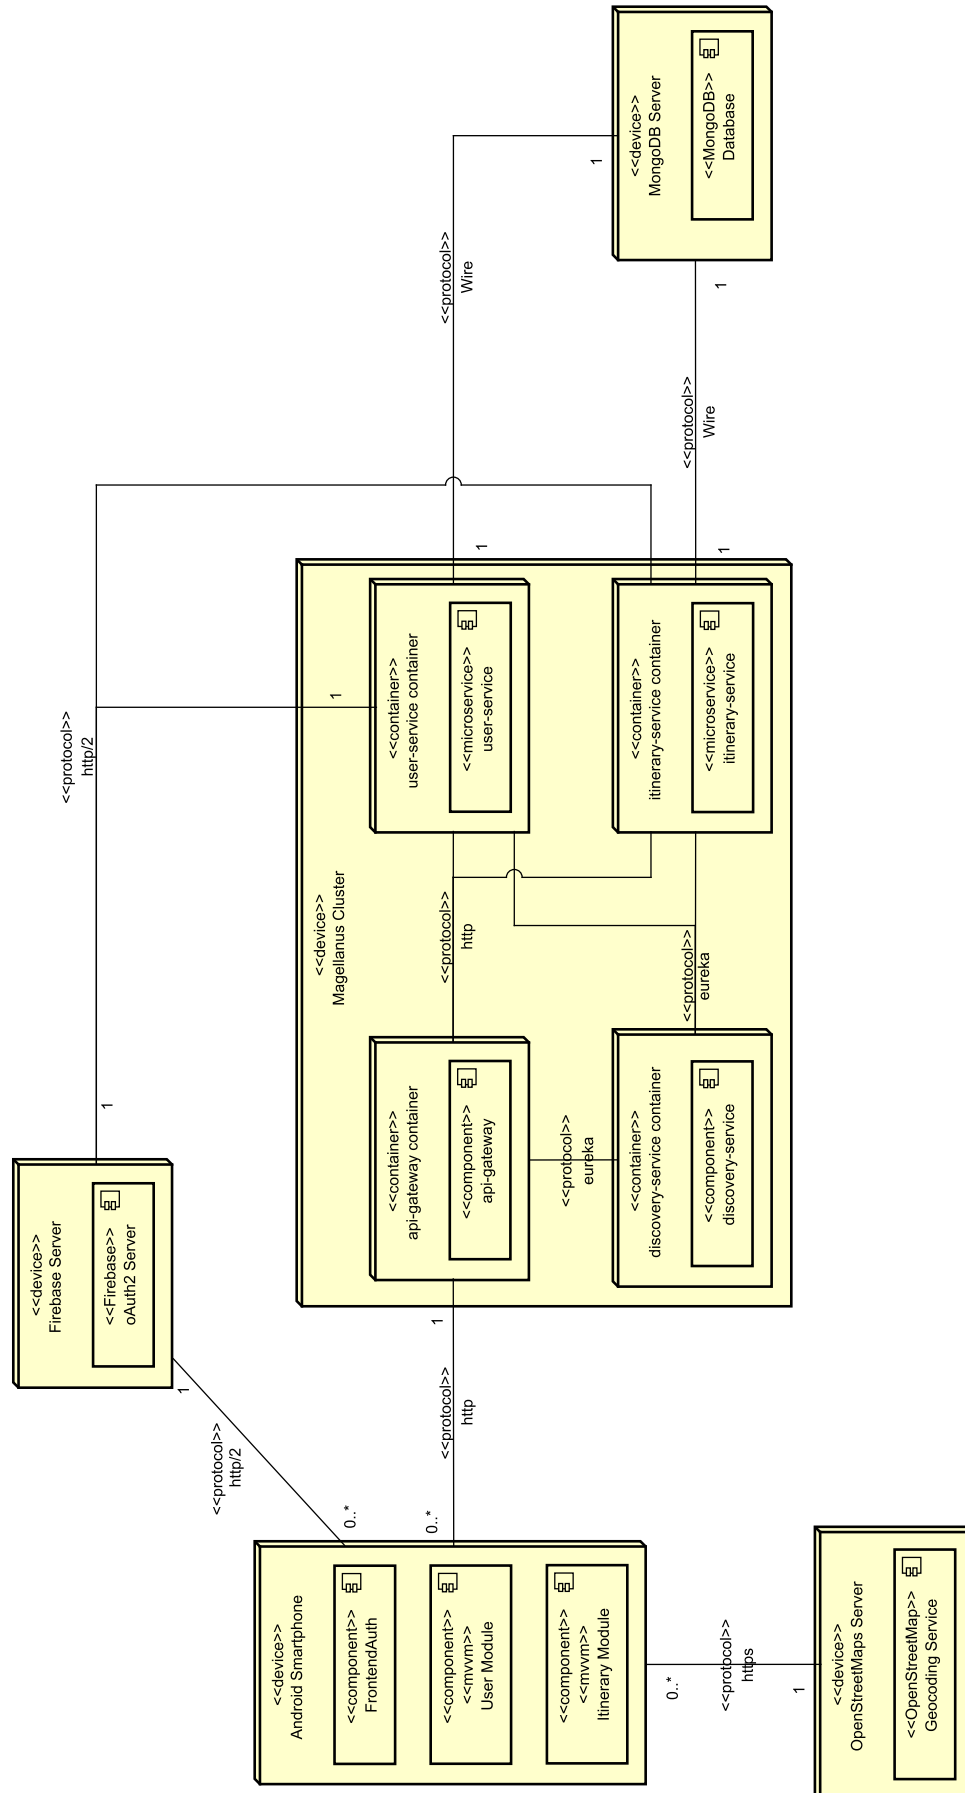 <<device>>
Firebase Server
<<Firebase>>
oAuth2 Server
1
1
<<protocol>>
http/2
<<protocol>>
http/2
0..*
<<device>>
Android Smartphone
<<component>>
FrontendAuth
<<component>>
<<mvvm>>
User Module
<<component>>
<<mvvm>>
Itinerary Module
0..*
<<protocol>>
http
1
<<device>>
Magellanus Cluster
<<container>>
api-gateway container
<<component>>
api-gateway
<<protocol>>
http
<<container>>
user-service container
<<microservice>>
user-service
1
1
<<protocol>>
Wire
1
<<protocol>>
eureka
<<container>>
discovery-service container
<<component>>
discovery-service
<<protocol>>
eureka
<<container>>
itinerary-service container
<<microservice>>
itinerary-service
1
<<protocol>>
Wire
1
<<device>>
MongoDB Server
<<MongoDB>>
Database
0..*
<<protocol>>
https
1
<<device>>
OpenStreetMaps Server
<<OpenStreetMap>>
Geocoding Service